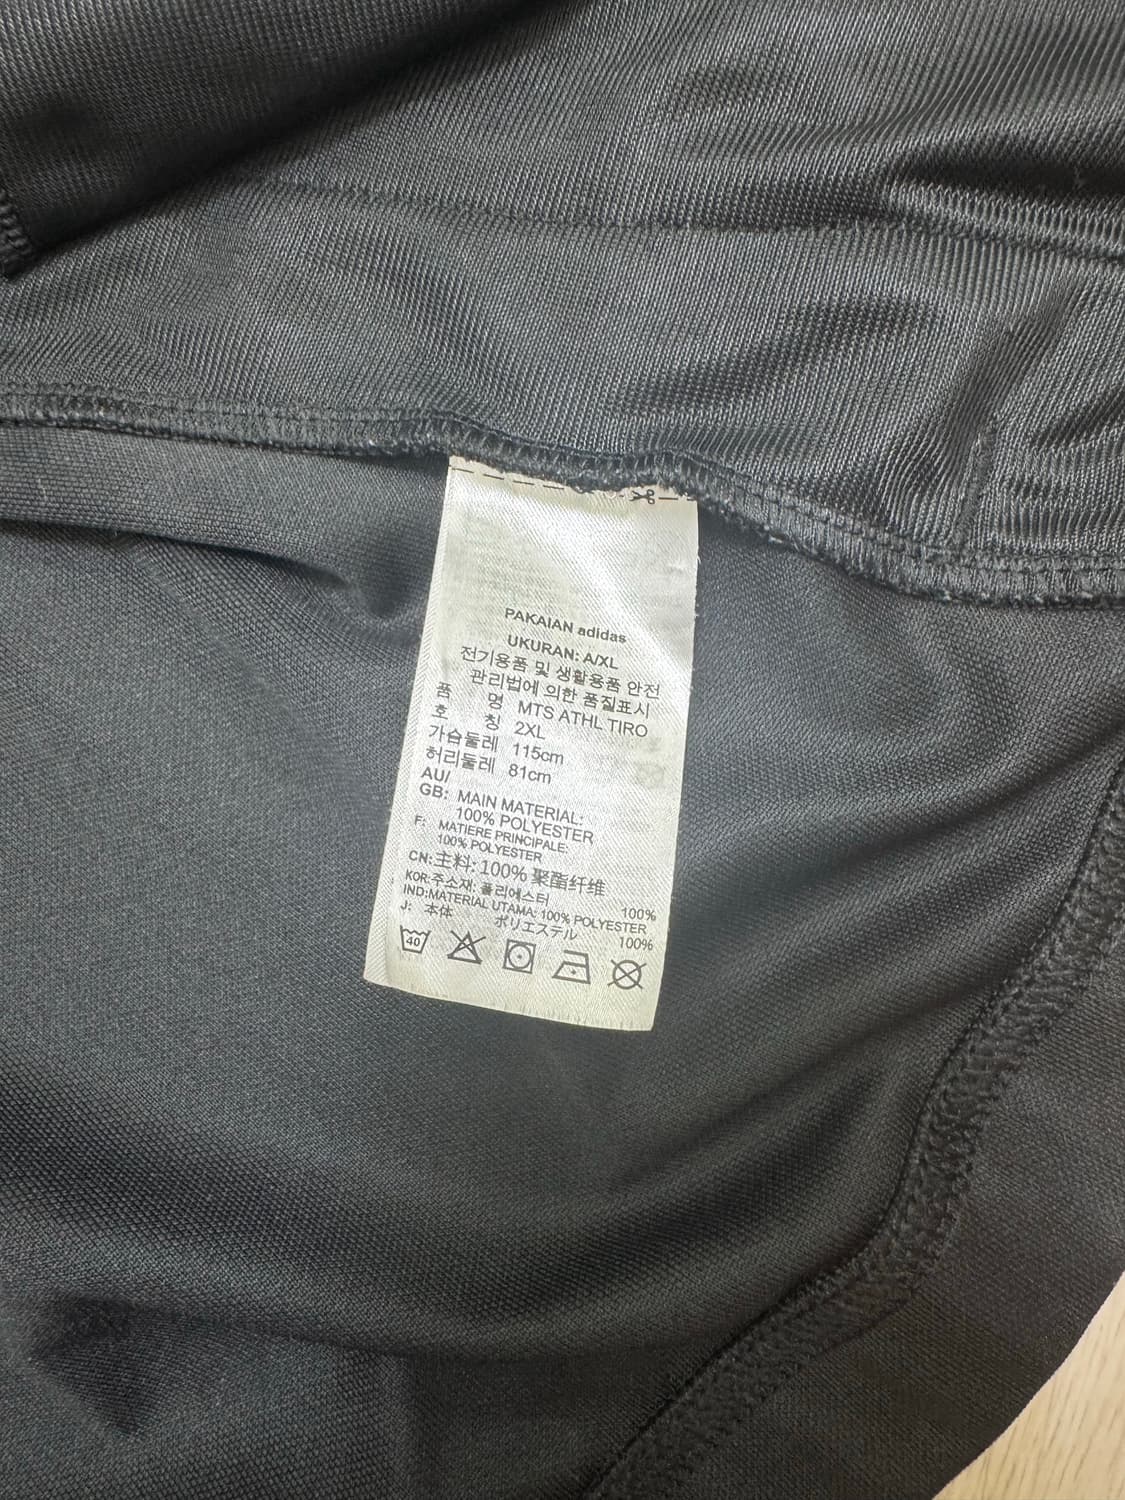 PAKAIAN adidas
UKURAN: A/XL
전기용품 및 생활용품 안전
관리법에 의한 품질표시
품 명 MTS ATHL TIRO
호 칭 2XL
가슴둘레 115cm
허리둘레 81cm
AU/
GB: MAIN MATERIAL:
100% POLYESTER
F: MATIERE PRINCIPALE:
100% POLYESTER
CN:主料: 100% 聚酯纤维
KOR:주소재: 폴리에스터 100%
IND:MATERIAL UTAMA: 100% POLYESTER
J: 本体 ポリエステル 100%
40